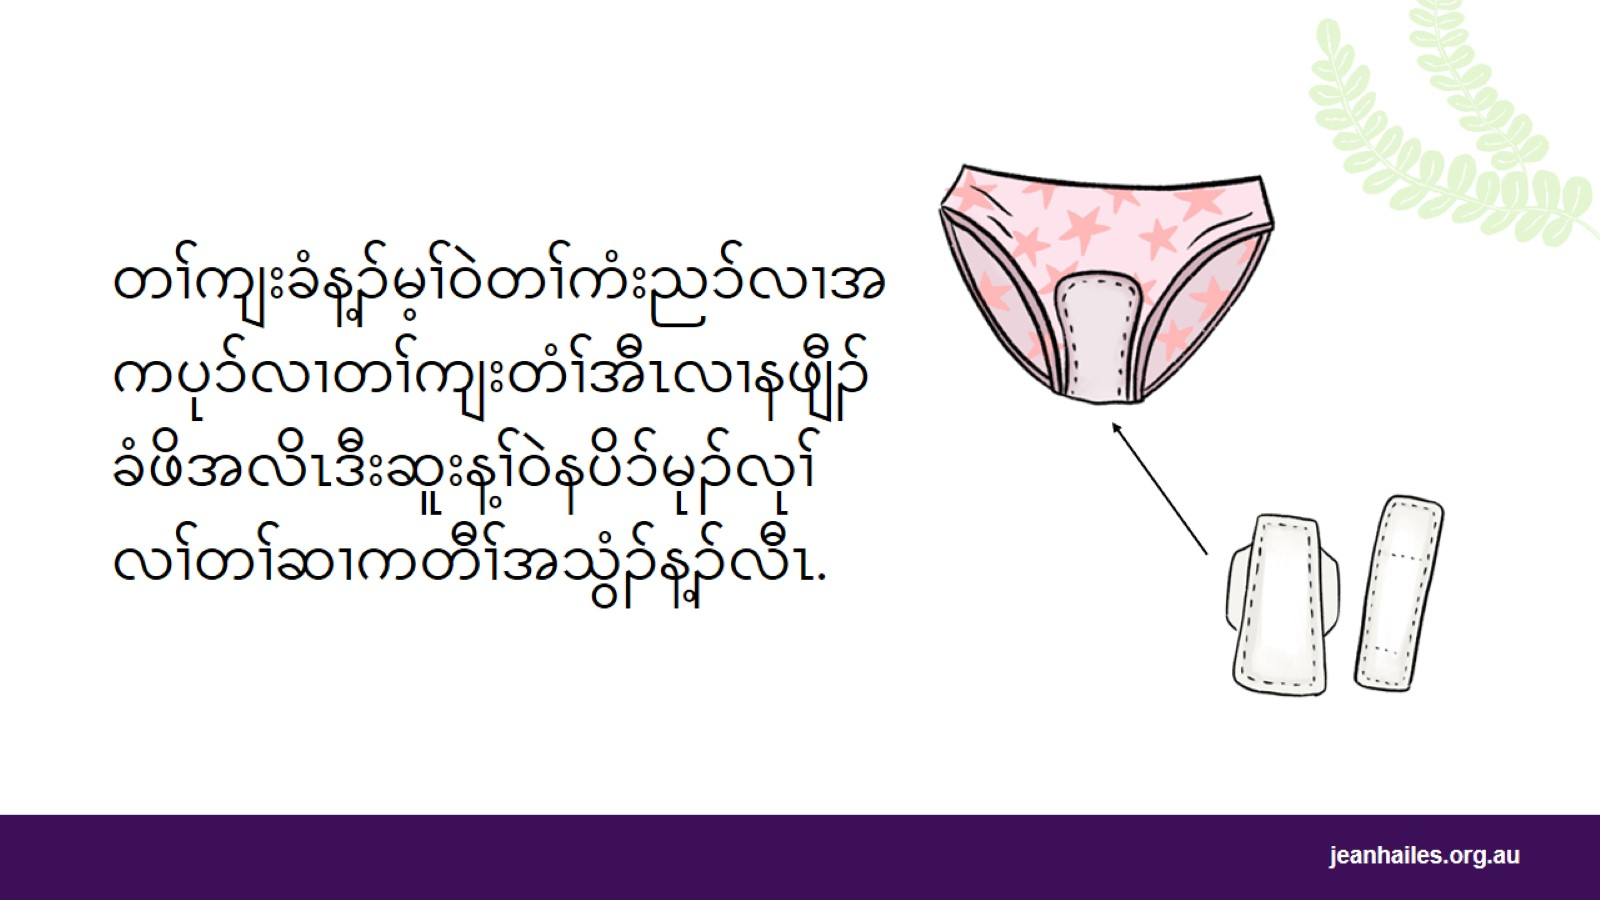 တၢ်ကျးခံန့ၣ်မ့ၢ်ဝဲတၢ်ကံးညာ်လၢအ
ကပုာ်လၢတၢ်ကျးတံၢ်အီၤလၢနဖျီၣ်
ခံဖိအလိၤဒီးဆူးန့ၢ်ဝဲနပိာ်မုၣ်လုၢ်
လၢ်တၢ်ဆၢကတီၢ်အသွံၣ်န့ၣ်လီၤ.
jeanhailes.org.au